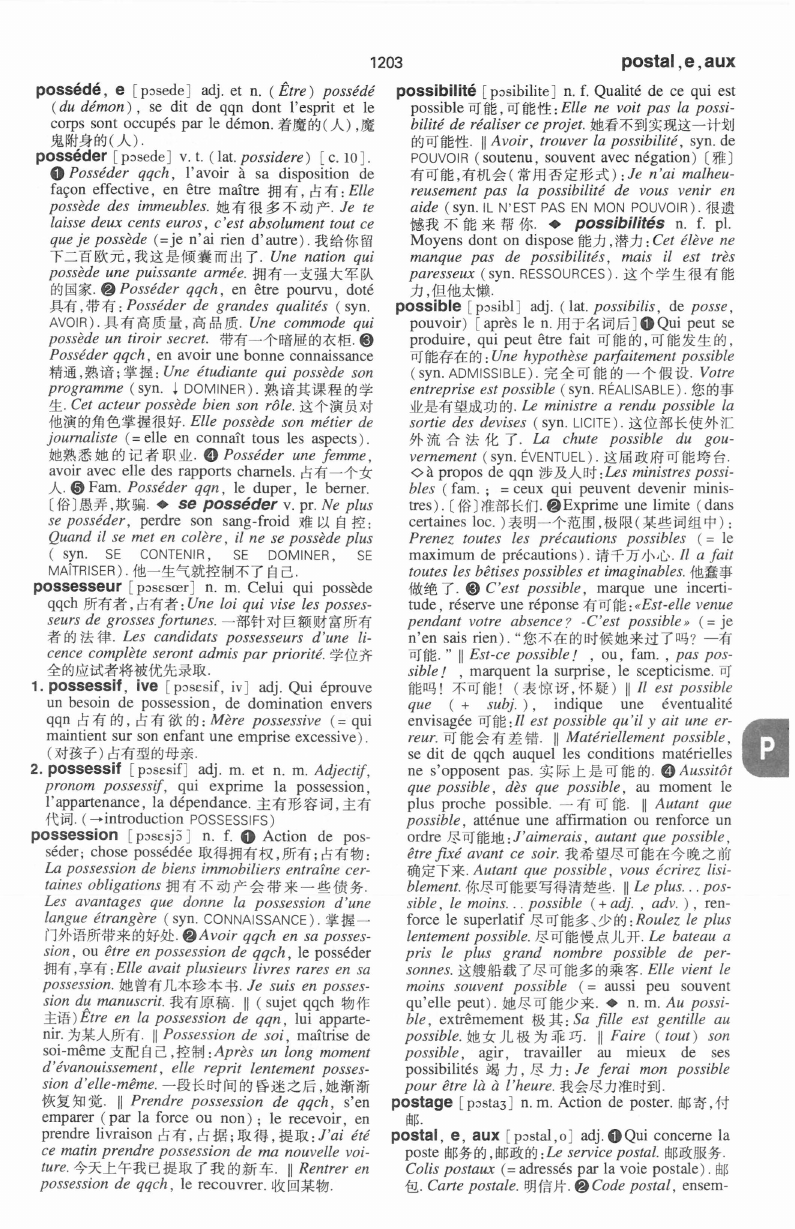 1203
postal,e,aux
possédé, e [pɔsede] adj. et n. (Être) possédé
(du démon), se dit de qqn dont l'esprit et le
corps sont occupés par le démon. 着魔的(人),魔
鬼附身的(人).
posséder [pɔsede] v. t. (lat. possidere) [c. 10].
❶ Posséder qqch, l'avoir à sa disposition de
façon effective, en être maître 拥有,占有:Elle
possède des immeubles. 她有很多不动产. Je te
laisse deux cents euros, c'est absolument tout ce
que je possède (=je n'ai rien d'autre). 我给你留
下二百欧元,我这是倾囊而出了. Une nation qui
possède une puissante armée. 拥有一支强大军队
的国家. ❷ Posséder qqch, en être pourvu, doté
具有,带有: Posséder de grandes qualités (syn.
AVOIR). 具有高质量,高品质. Une commode qui
possède un tiroir secret. 带有一个暗屉的衣柜. ❸
Posséder qqch, en avoir une bonne connaissance
精通,熟谙;掌握: Une étudiante qui possède son
programme (syn. ↓ DOMINER). 熟谙其课程的学
生. Cet acteur possède bien son rôle. 这个演员对
他演的角色掌握很好. Elle possède son métier de
journaliste (= elle en connaît tous les aspects).
她熟悉她的记者职业. ❹ Posséder une femme,
avoir avec elle des rapports charnels. 占有一个女
人. ❺ Fam. Posséder qqn, le duper, le berner.
[俗]愚弄,欺骗. ◆ se posséder v. pr. Ne plus
se posséder, perdre son sang-froid 难以自控:
Quand il se met en colère, il ne se possède plus
( syn. SE CONTENIR, SE DOMINER, SE
MAÎTRISER). 他一生气就控制不了自己.
possesseur [pɔsɛsœr] n. m. Celui qui possède
qqch 所有者,占有者: Une loi qui vise les posses-
seurs de grosses fortunes. 一部针对巨额财富所有
者的法律. Les candidats possesseurs d'une li-
cence complète seront admis par priorité. 学位齐
全的应试者将被优先录取.
1. possessif, ive [pɔsɛsif, iv] adj. Qui éprouve
un besoin de possession, de domination envers
qqn 占有的,占有欲的: Mère possessive (= qui
maintient sur son enfant une emprise excessive).
(对孩子)占有型的母亲.
2. possessif [pɔsɛsif] adj. m. et n. m. Adjectif,
pronom possessif, qui exprime la possession,
l'appartenance, la dépendance. 主有形容词,主有
代词. (→introduction POSSESSIFS)
possession [pɔsɛsjɔ̃] n. f. ❶ Action de pos-
séder; chose possédée 取得拥有权,所有;占有物:
La possession de biens immobiliers entraîne cer-
taines obligations 拥有不动产会带来一些债务.
Les avantages que donne la possession d'une
langue étrangère (syn. CONNAISSANCE). 掌握一
门外语所带来的好处. ❷Avoir qqch en sa posses-
sion, ou être en possession de qqch, le posséder
拥有,享有:Elle avait plusieurs livres rares en sa
possession. 她曾有几本珍本书. Je suis en posses-
sion du manuscrit. 我有原稿. ‖ (sujet qqch 物作
主语)Être en la possession de qqn, lui apparte-
nir. 为某人所有. ‖ Possession de soi, maîtrise de
soi-même 支配自己,控制:Après un long moment
d'évanouissement, elle reprit lentement posses-
sion d'elle-même. 一段长时间的昏迷之后,她渐渐
恢复知觉. ‖ Prendre possession de qqch, s'en
emparer (par la force ou non); le recevoir, en
prendre livraison 占有,占据;取得,提取:J'ai été
ce matin prendre possession de ma nouvelle voi-
ture. 今天上午我已提取了我的新车. ‖ Rentrer en
possession de qqch, le recouvrer. 收回某物.
possibilité [pɔsibilite] n. f. Qualité de ce qui est
possible 可能,可能性:Elle ne voit pas la possi-
bilité de réaliser ce projet. 她看不到实现这一计划
的可能性. ‖ Avoir, trouver la possibilité, syn. de
POUVOIR (soutenu, souvent avec négation) 〔雅〕
有可能,有机会(常用否定形式):Je n'ai malheu-
reusement pas la possibilité de vous venir en
aide (syn. IL N'EST PAS EN MON POUVOIR). 很遗
憾我不能来帮你. ◆ possibilités n. f. pl.
Moyens dont on dispose 能力,潜力:Cet élève ne
manque pas de possibilités, mais il est très
paresseux (syn. RESSOURCES). 这个学生很有能
力,但他太懒.
possible [pɔsibl] adj. (lat. possibilis, de posse,
pouvoir) [après le n. 用于名词后]❶Qui peut se
produire, qui peut être fait 可能的,可能发生的,
可能存在的:Une hypothèse parfaitement possible
(syn. ADMISSIBLE). 完全可能的一个假设. Votre
entreprise est possible (syn. RÉALISABLE). 您的事
业是有望成功的. Le ministre a rendu possible la
sortie des devises (syn. LICITE). 这位部长使外汇
外流合法化了. La chute possible du gou-
vernement (syn. ÉVENTUEL). 这届政府可能垮台.
◇à propos de qqn 涉及人时:Les ministres possi-
bles (fam. ; = ceux qui peuvent devenir minis-
tres). [俗]准部长们. ❷Exprime une limite (dans
certaines loc. )表明一个范围,极限(某些词组中):
Prenez toutes les précautions possibles (= le
maximum de précautions). 请千万小心. Il a fait
toutes les bêtises possibles et imaginables. 他蠢事
做绝了. ❸ C'est possible, marque une incerti-
tude, réserve une réponse 有可能:«Est-elle venue
pendant votre absence? -C'est possible» (= je
n'en sais rien). “您不在的时候她来过了吗? —有
可能.” ‖ Est-ce possible! , ou, fam. , pas pos-
sible! , marquent la surprise, le scepticisme. 可
能吗! 不可能! (表惊讶,怀疑) ‖ Il est possible
que (+ subj. ), indique une éventualité
envisagée 可能:Il est possible qu'il y ait une er-
reur. 可能会有差错. ‖ Matériellement possible,
se dit de qqch auquel les conditions matérielles
ne s'opposent pas. 实际上是可能的. ❹ Aussitôt
que possible, dès que possible, au moment le
plus proche possible. 一有可能. ‖ Autant que
possible, atténue une affirmation ou renforce un
ordre 尽可能地:J'aimerais, autant que possible,
être fixé avant ce soir. 我希望尽可能在今晚之前
确定下来. Autant que possible, vous écrirez lisi-
blement. 你尽可能要写得清楚些. ‖ Le plus... pos-
sible, le moins... possible (+adj. , adv. ), ren-
force le superlatif 尽可能多、少的:Roulez le plus
lentement possible. 尽可能慢点儿开. Le bateau a
pris le plus grand nombre possible de per-
sonnes. 这艘船载了尽可能多的乘客. Elle vient le
moins souvent possible (= aussi peu souvent
qu'elle peut). 她尽可能少来. ◆ n. m. Au possi-
ble, extrêmement 极其: Sa fille est gentille au
possible. 她女儿极为乖巧. ‖ Faire (tout) son
possible, agir, travailler au mieux de ses
possibilités 竭力,尽力: Je ferai mon possible
pour être là à l'heure. 我会尽力准时到.
postage [pɔstaʒ] n. m. Action de poster. 邮寄,付
邮.
postal, e, aux [pɔstal,o] adj. ❶Qui concerne la
poste 邮务的,邮政的:Le service postal. 邮政服务.
Colis postaux (= adressés par la voie postale). 邮
包. Carte postale. 明信片. ❷Code postal, ensem-
P